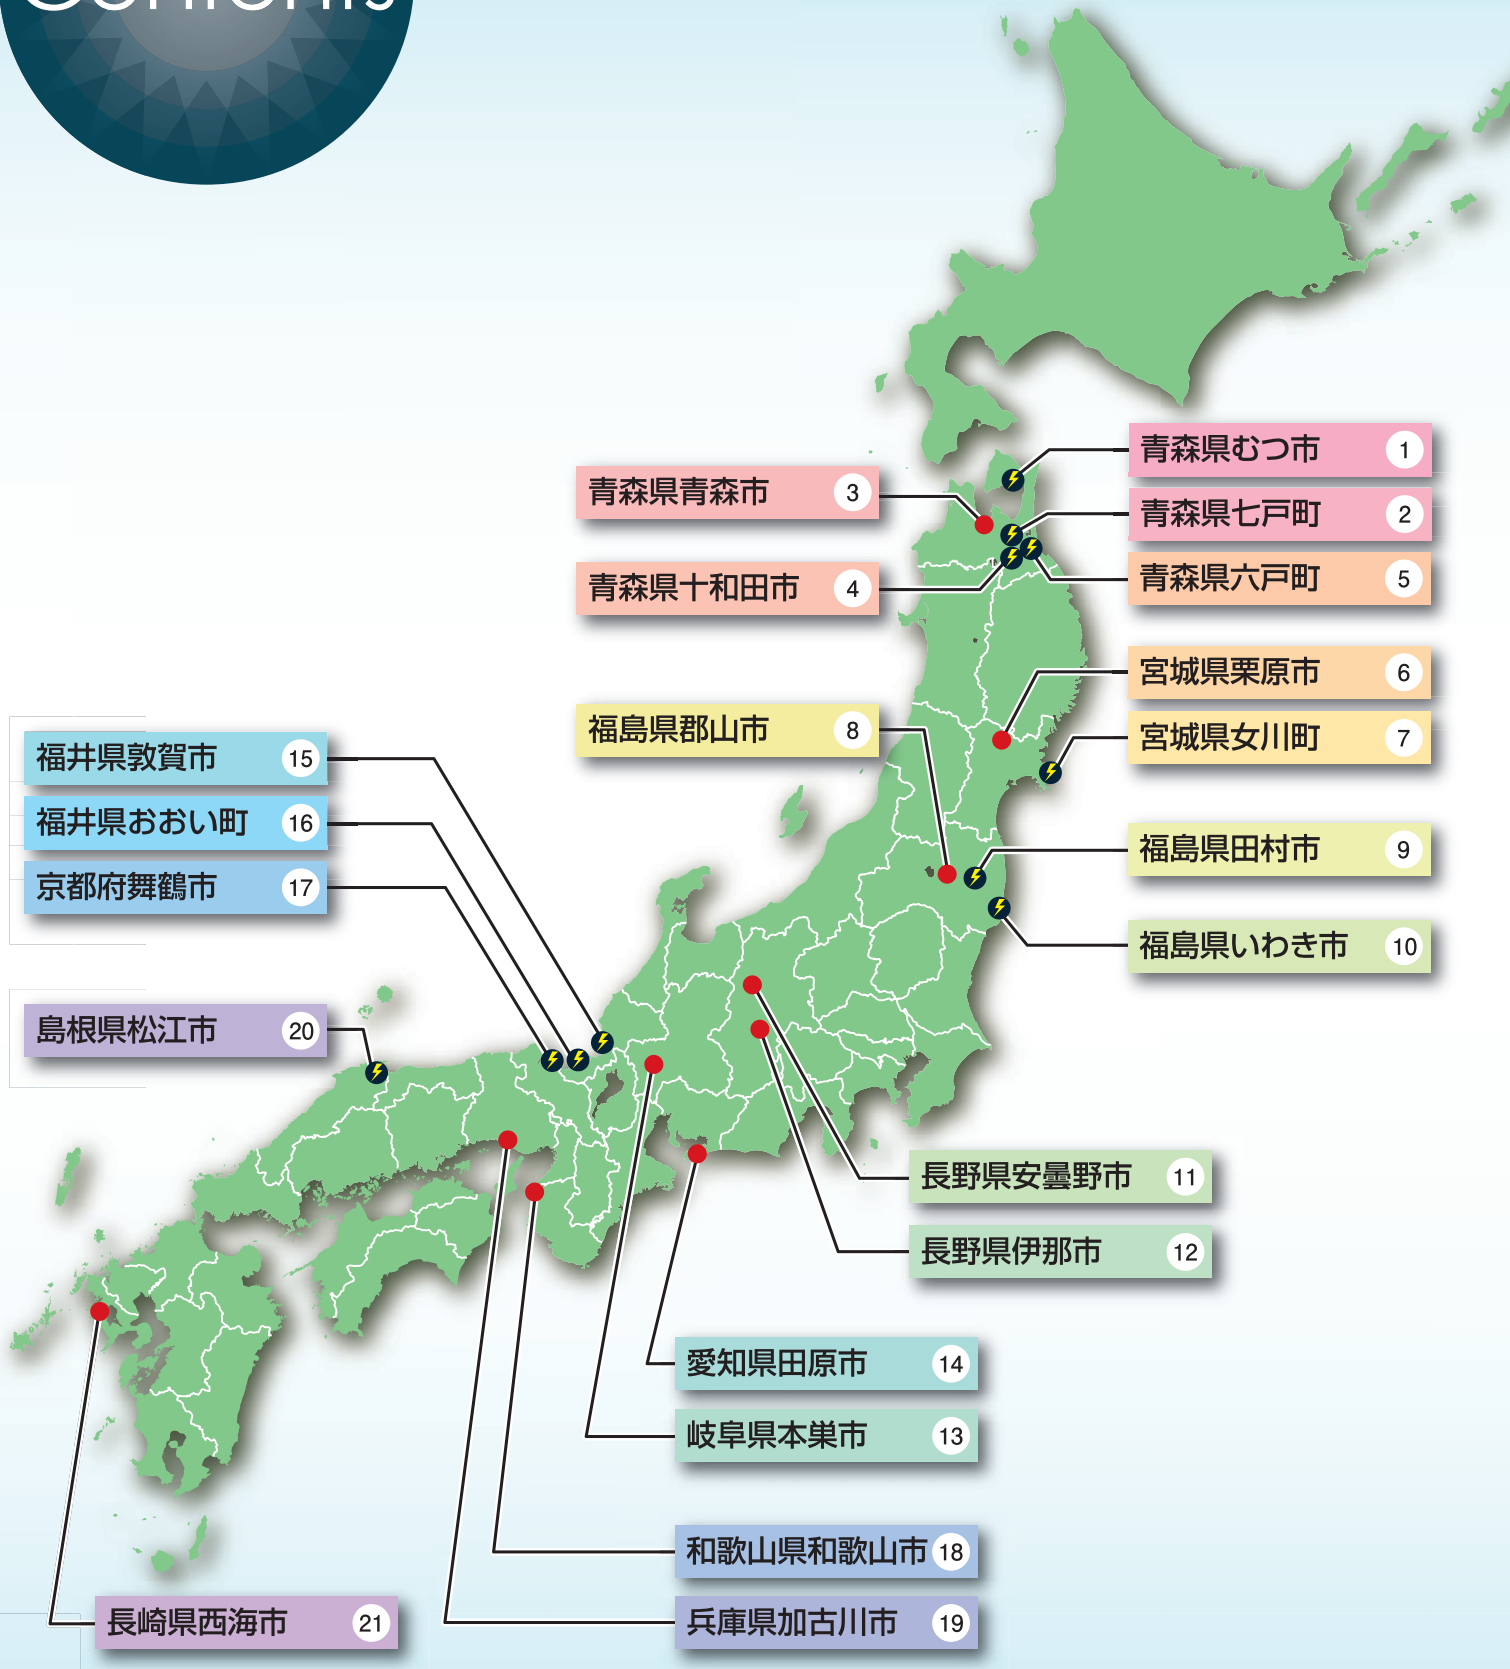 Contents
青森県むつ市 1
青森県七戸町 2
青森県青森市 3
青森県十和田市 4
青森県六戸町 5
宮城県栗原市 6
宮城県女川町 7
福島県郡山市 8
福島県田村市 9
福島県いわき市 10
長野県安曇野市 11
長野県伊那市 12
岐阜県本巣市 13
愛知県田原市 14
福井県敦賀市 15
福井県おおい町 16
京都府舞鶴市 17
和歌山県和歌山市 18
兵庫県加古川市 19
島根県松江市 20
長崎県西海市 21